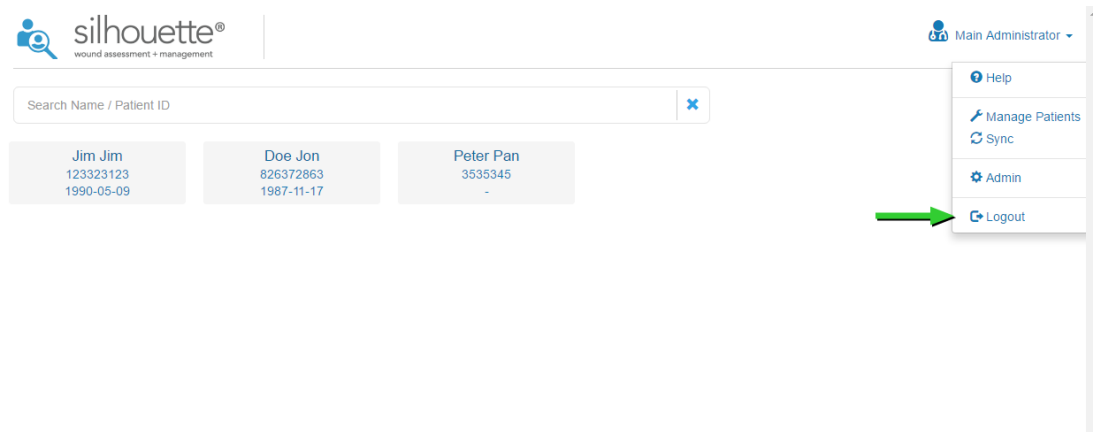 silhouette®
wound assessment + management
Main Administrator
Help
Manage Patients
Sync
Admin
Logout
Search Name / Patient ID
Jim Jim
123323123
1990-05-09
Doe Jon
826372863
1987-11-17
Peter Pan
3535345
-